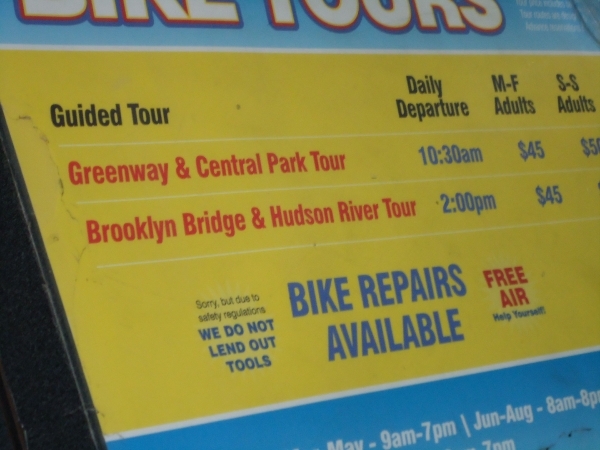 BIKE TOURS
Daily Departure
M-F Adults
S-S Adults
Guided Tour
Greenway & Central Park Tour 10:30am $45
Brooklyn Bridge & Hudson River Tour 2:00pm $45
Sorry, but due to
safety regulations
WE DO NOT
LEND OUT
TOOLS
BIKE REPAIRS
AVAILABLE
FREE
AIR
Help Yourself!
May - 9am-7pm | Jun-Aug - 8am-8p
7pm